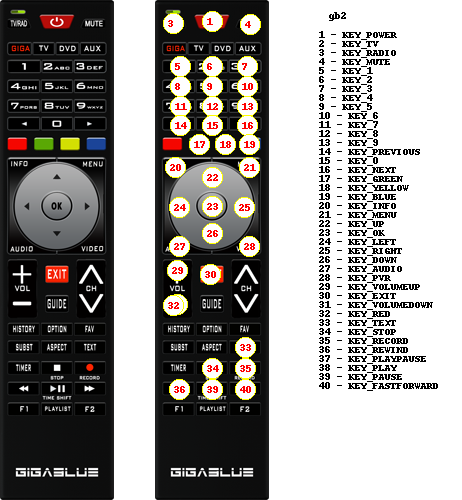 TV/RAD MUTE
GIGA TV DVD AUX
1 2ABC 3DEF
4GHI 5JKL 6MNO
7PQRS 8TUV 9WXYZ
0
INFO MENU
OK
AUDIO VIDEO
+ EXIT
VOL CH
GUIDE
HISTORY OPTION FAV
SUBST ASPECT TEXT
TIMER
STOP RECORD
TIME SHIFT
F1 PLAYLIST F2
GIGABLUE
3 1 4
GIGA TV DVD AUX
5 6 7
8 9 10
11 12 13
14 15 16
17 18 19
20 21
22
24 23 25
26
27 28
29 30
VOL CH
32 GUIDE
HISTORY OPTION FAV
SUBST ASPECT 33
TIMER 34 35
36 39 40
TIME SHIFT
F1 PLAYLIST F2
GIGABLUE
gb2
1 - KEY_POWER
2 - KEY_TV
3 - KEY_RADIO
4 - KEY_MUTE
5 - KEY_1
6 - KEY_2
7 - KEY_3
8 - KEY_4
9 - KEY_5
10 - KEY_6
11 - KEY_7
12 - KEY_8
13 - KEY_9
14 - KEY_PREVIOUS
15 - KEY_0
16 - KEY_NEXT
17 - KEY_GREEN
18 - KEY_YELLOW
19 - KEY_BLUE
20 - KEY_INFO
21 - KEY_MENU
22 - KEY_UP
23 - KEY_OK
24 - KEY_LEFT
25 - KEY_RIGHT
26 - KEY_DOWN
27 - KEY_AUDIO
28 - KEY_PVR
29 - KEY_VOLUMEUP
30 - KEY_EXIT
31 - KEY_VOLUMEDOWN
32 - KEY_RED
33 - KEY_TEXT
34 - KEY_STOP
35 - KEY_RECORD
36 - KEY_REWIND
37 - KEY_PLAYPAUSE
38 - KEY_PLAY
39 - KEY_PAUSE
40 - KEY_FASTFORWARD